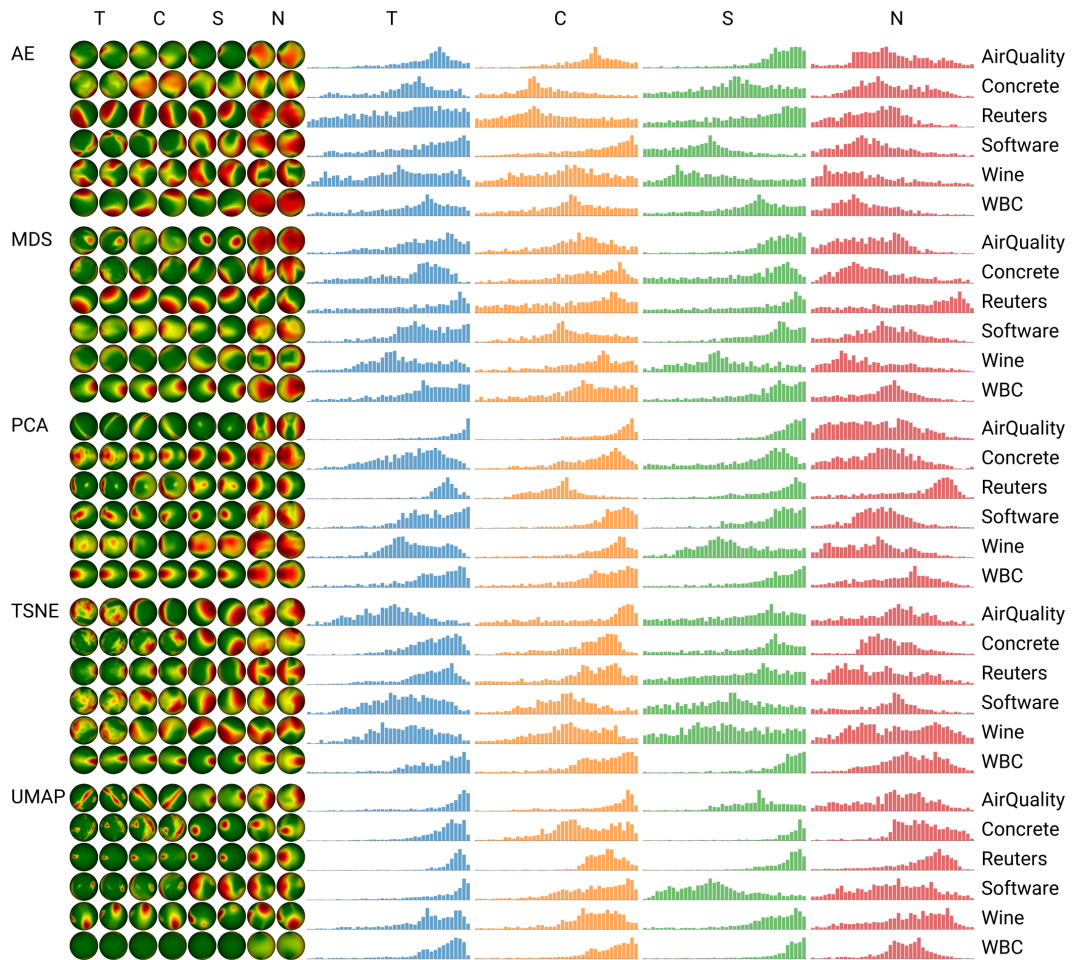 T C S N T C S N
AE AirQuality
Concrete
Reuters
Software
Wine
WBC
MDS AirQuality
Concrete
Reuters
Software
Wine
WBC
PCA AirQuality
Concrete
Reuters
Software
Wine
WBC
TSNE AirQuality
Concrete
Reuters
Software
Wine
WBC
UMAP AirQuality
Concrete
Reuters
Software
Wine
WBC